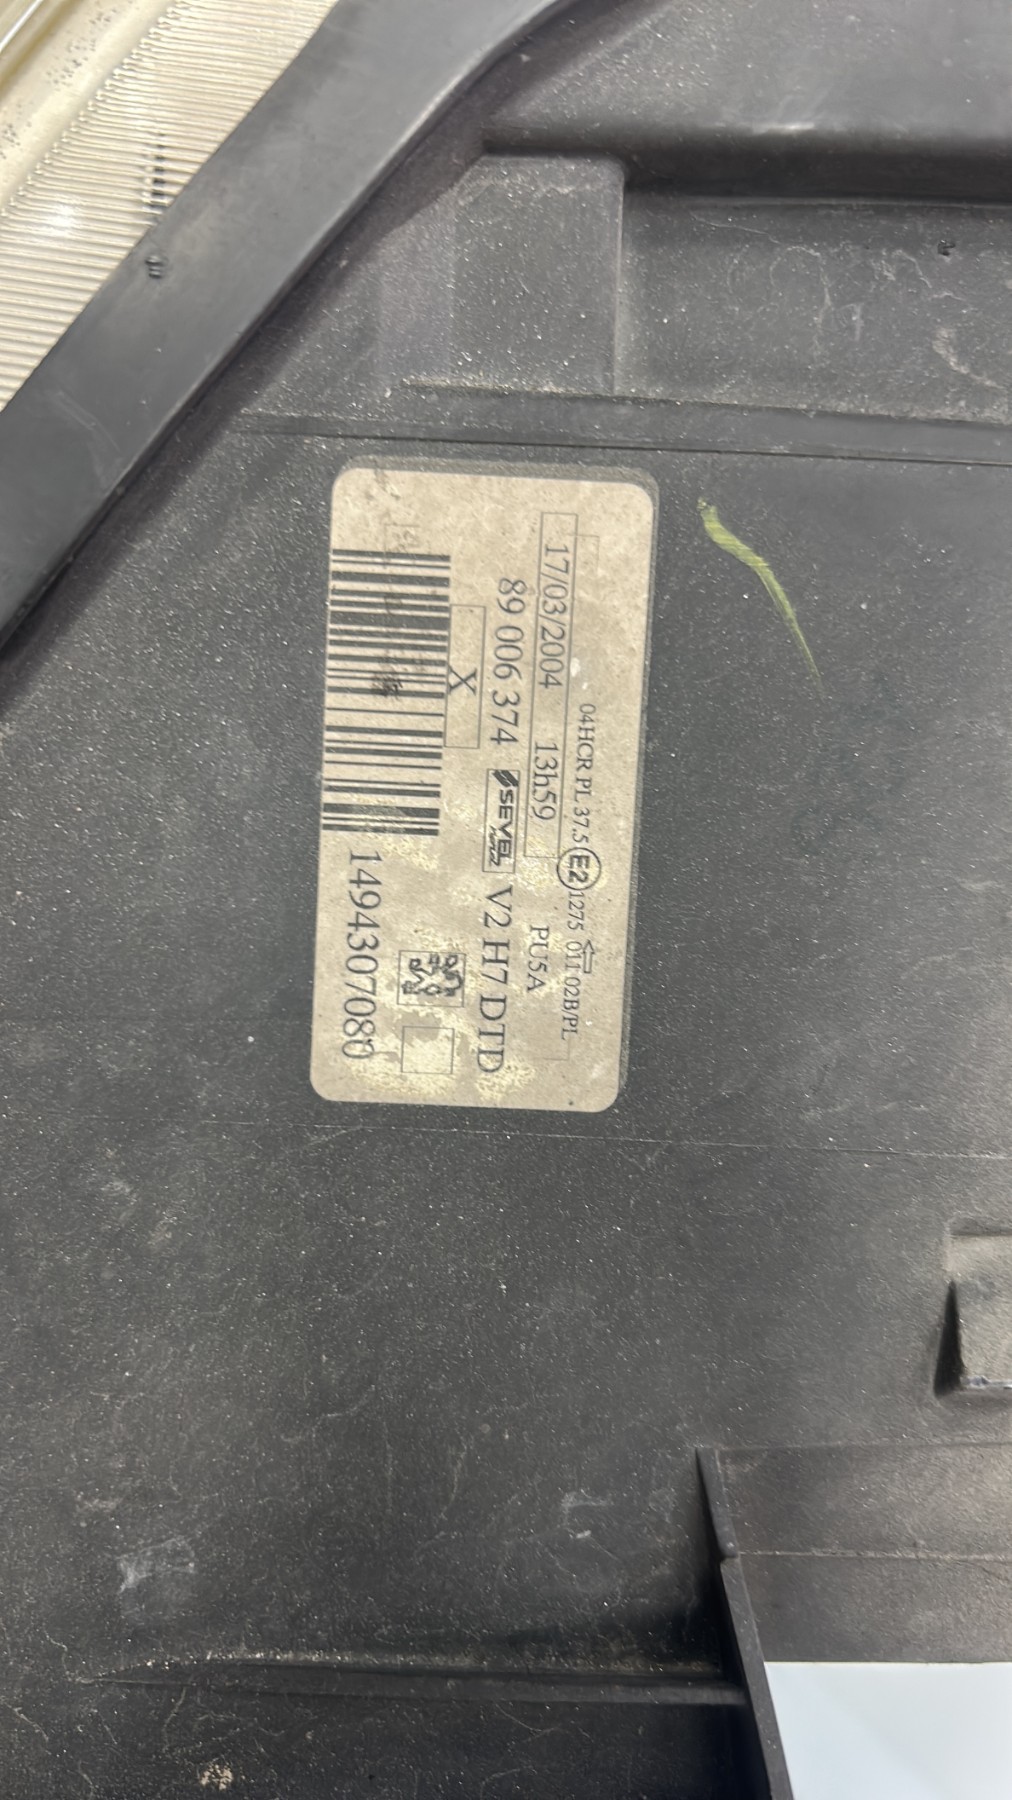 04HCR PL 37.5 E2 1275 011 02B/PL
17/03/2004 13h59 PU5A
89 006 374 SEVEL V2 H7 DTD
X
1494307080